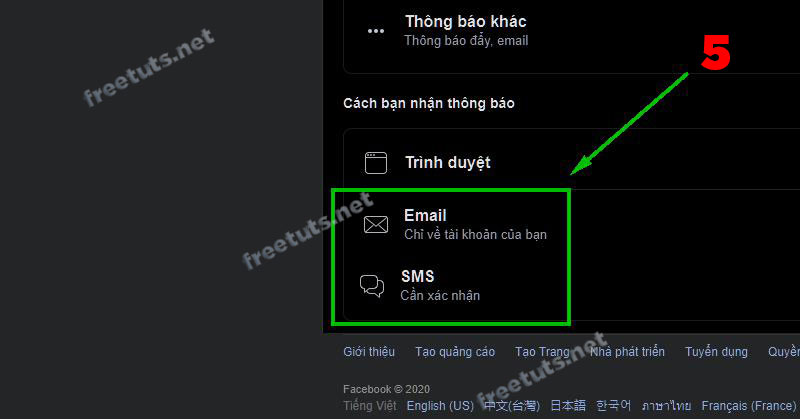 Thông báo khác
Thông báo đẩy, email
freetuts.net
5
Cách bạn nhận thông báo
Trình duyệt
Email
Chỉ về tài khoản của bạn
freetuts.net
SMS
Cần xác nhận
Giới thiệu Tạo quảng cáo Tạo Trang Nhà phát triển Tuyển dụng Quyền
freetuts.net
Facebook © 2020
Tiếng Việt English (US) 中文(台灣) 日本語 한국어 ภาษาไทย Français (France)